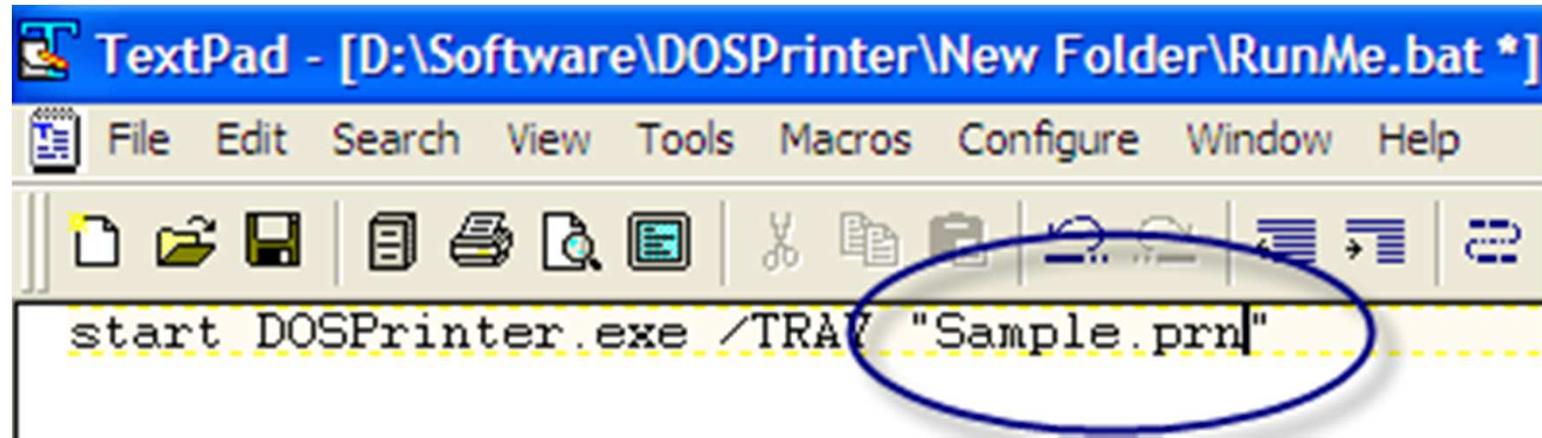 TextPad - [D:\Software\DOSPrinter\New Folder\RunMe.bat *]
File Edit Search View Tools Macros Configure Window Help
start DOSPrinter.exe /TRAY "Sample.prn"